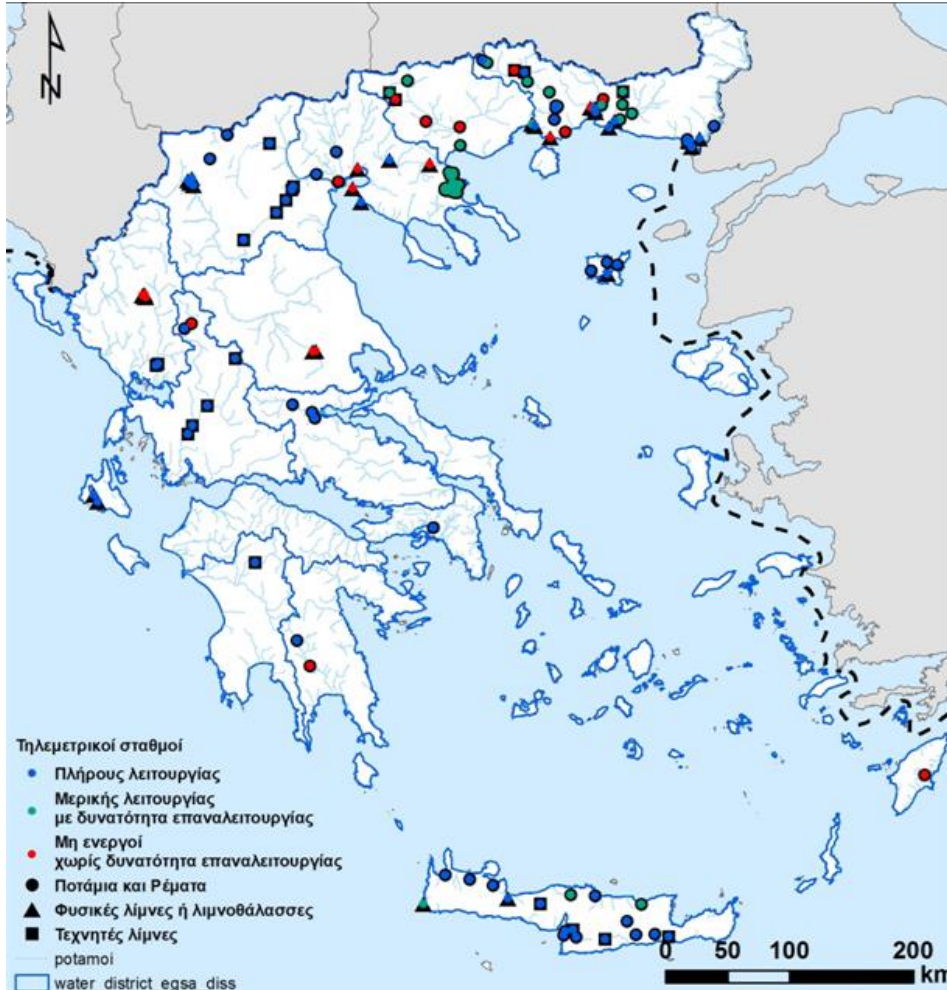 N
Τηλεμετρικοί σταθμοί
Πλήρους λειτουργίας
Μερικής λειτουργίας
με δυνατότητα επαναλειτουργίας
Μη ενεργοί
χωρίς δυνατότητα επαναλειτουργίας
Ποτάμια και Ρέματα
Φυσικές λίμνες ή λιμνοθάλασσες
Τεχνητές λίμνες
potamoi
water_district_egsa_diss
0 50 100 200
km